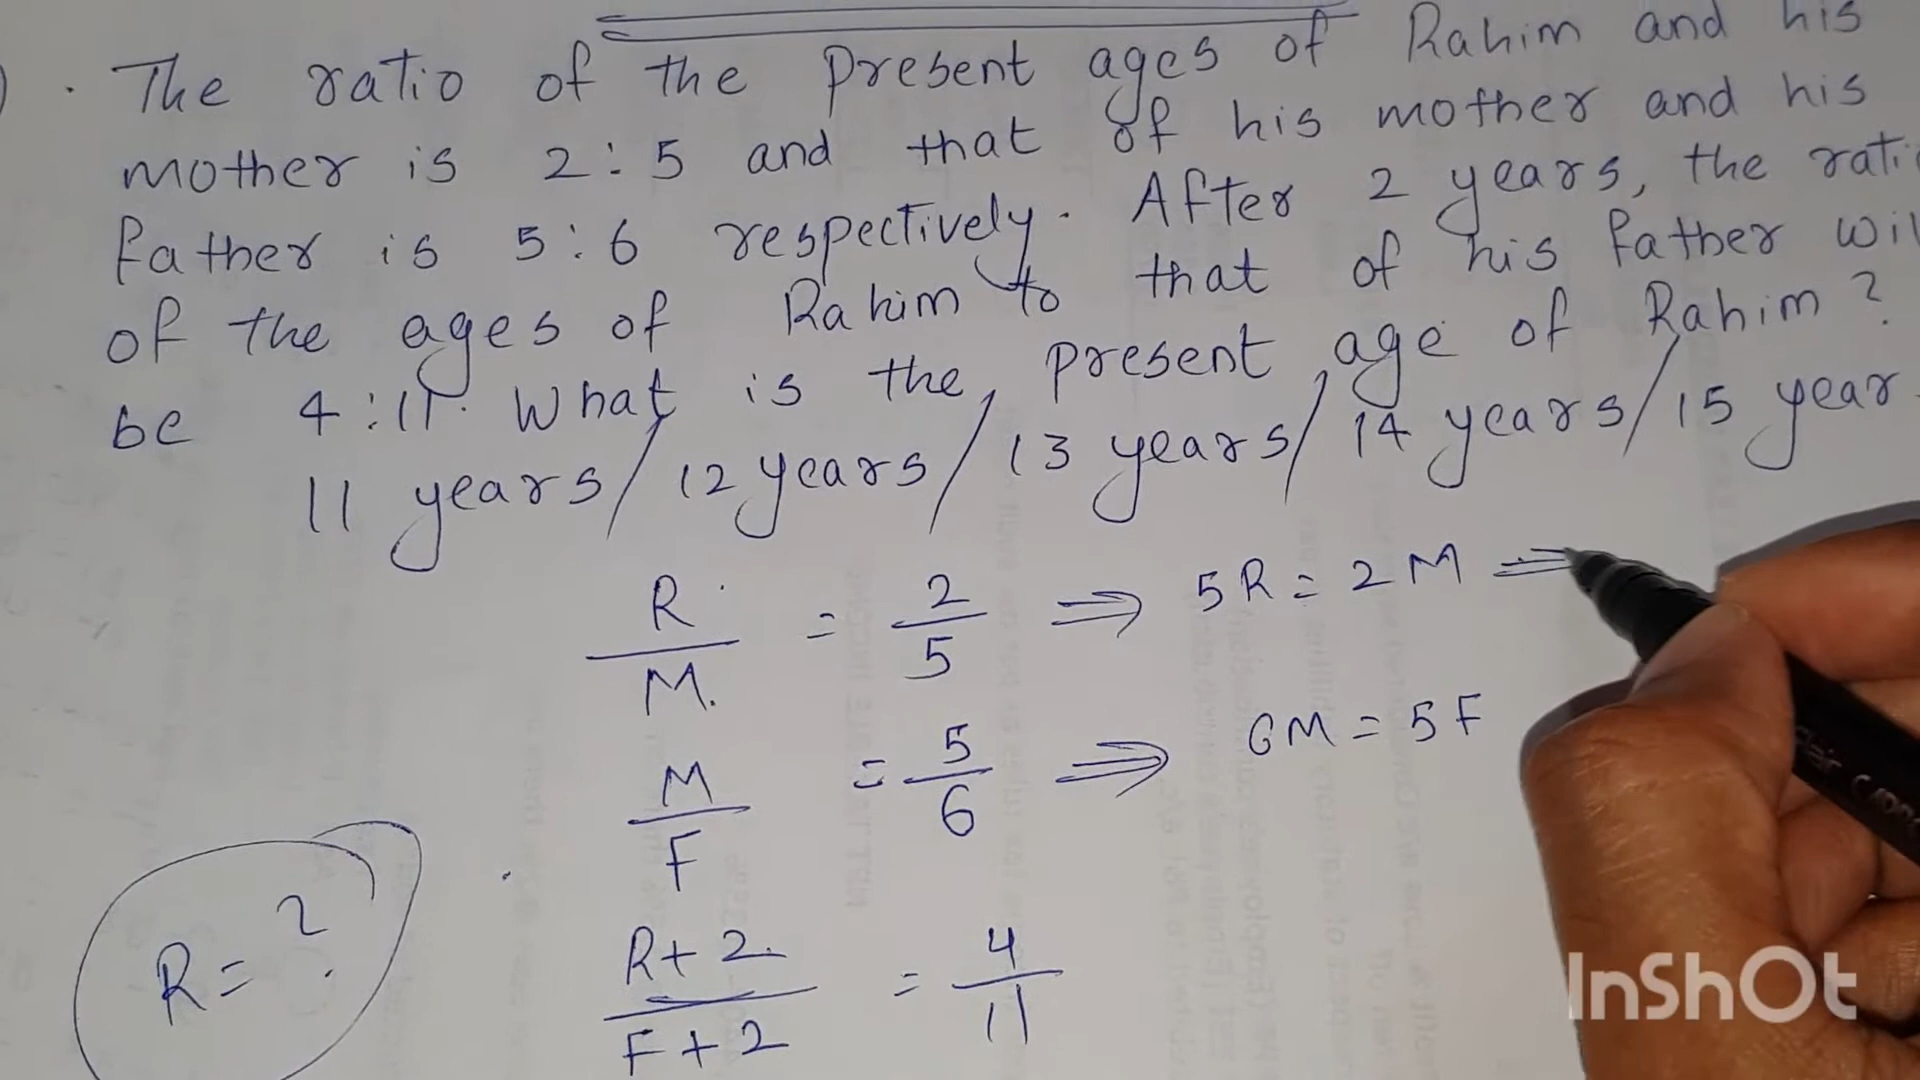 The ratio of the present ages of Rahim and his
mother is 2:5 and that of his mother and his
father is 5:6 respectively. After 2 years, the ratio
of the ages of Rahim to that of his father wil
be 4:11. What is the present age of Rahim?
11 years/ 12 years/ 13 years/ 14 years/ 15 year
R/M. = 2/5 ⇒ 5R = 2M ⇒
M/F = 5/6 ⇒ 6M = 5F
R = ?
R+2/F+2 = 4/11
InShOt